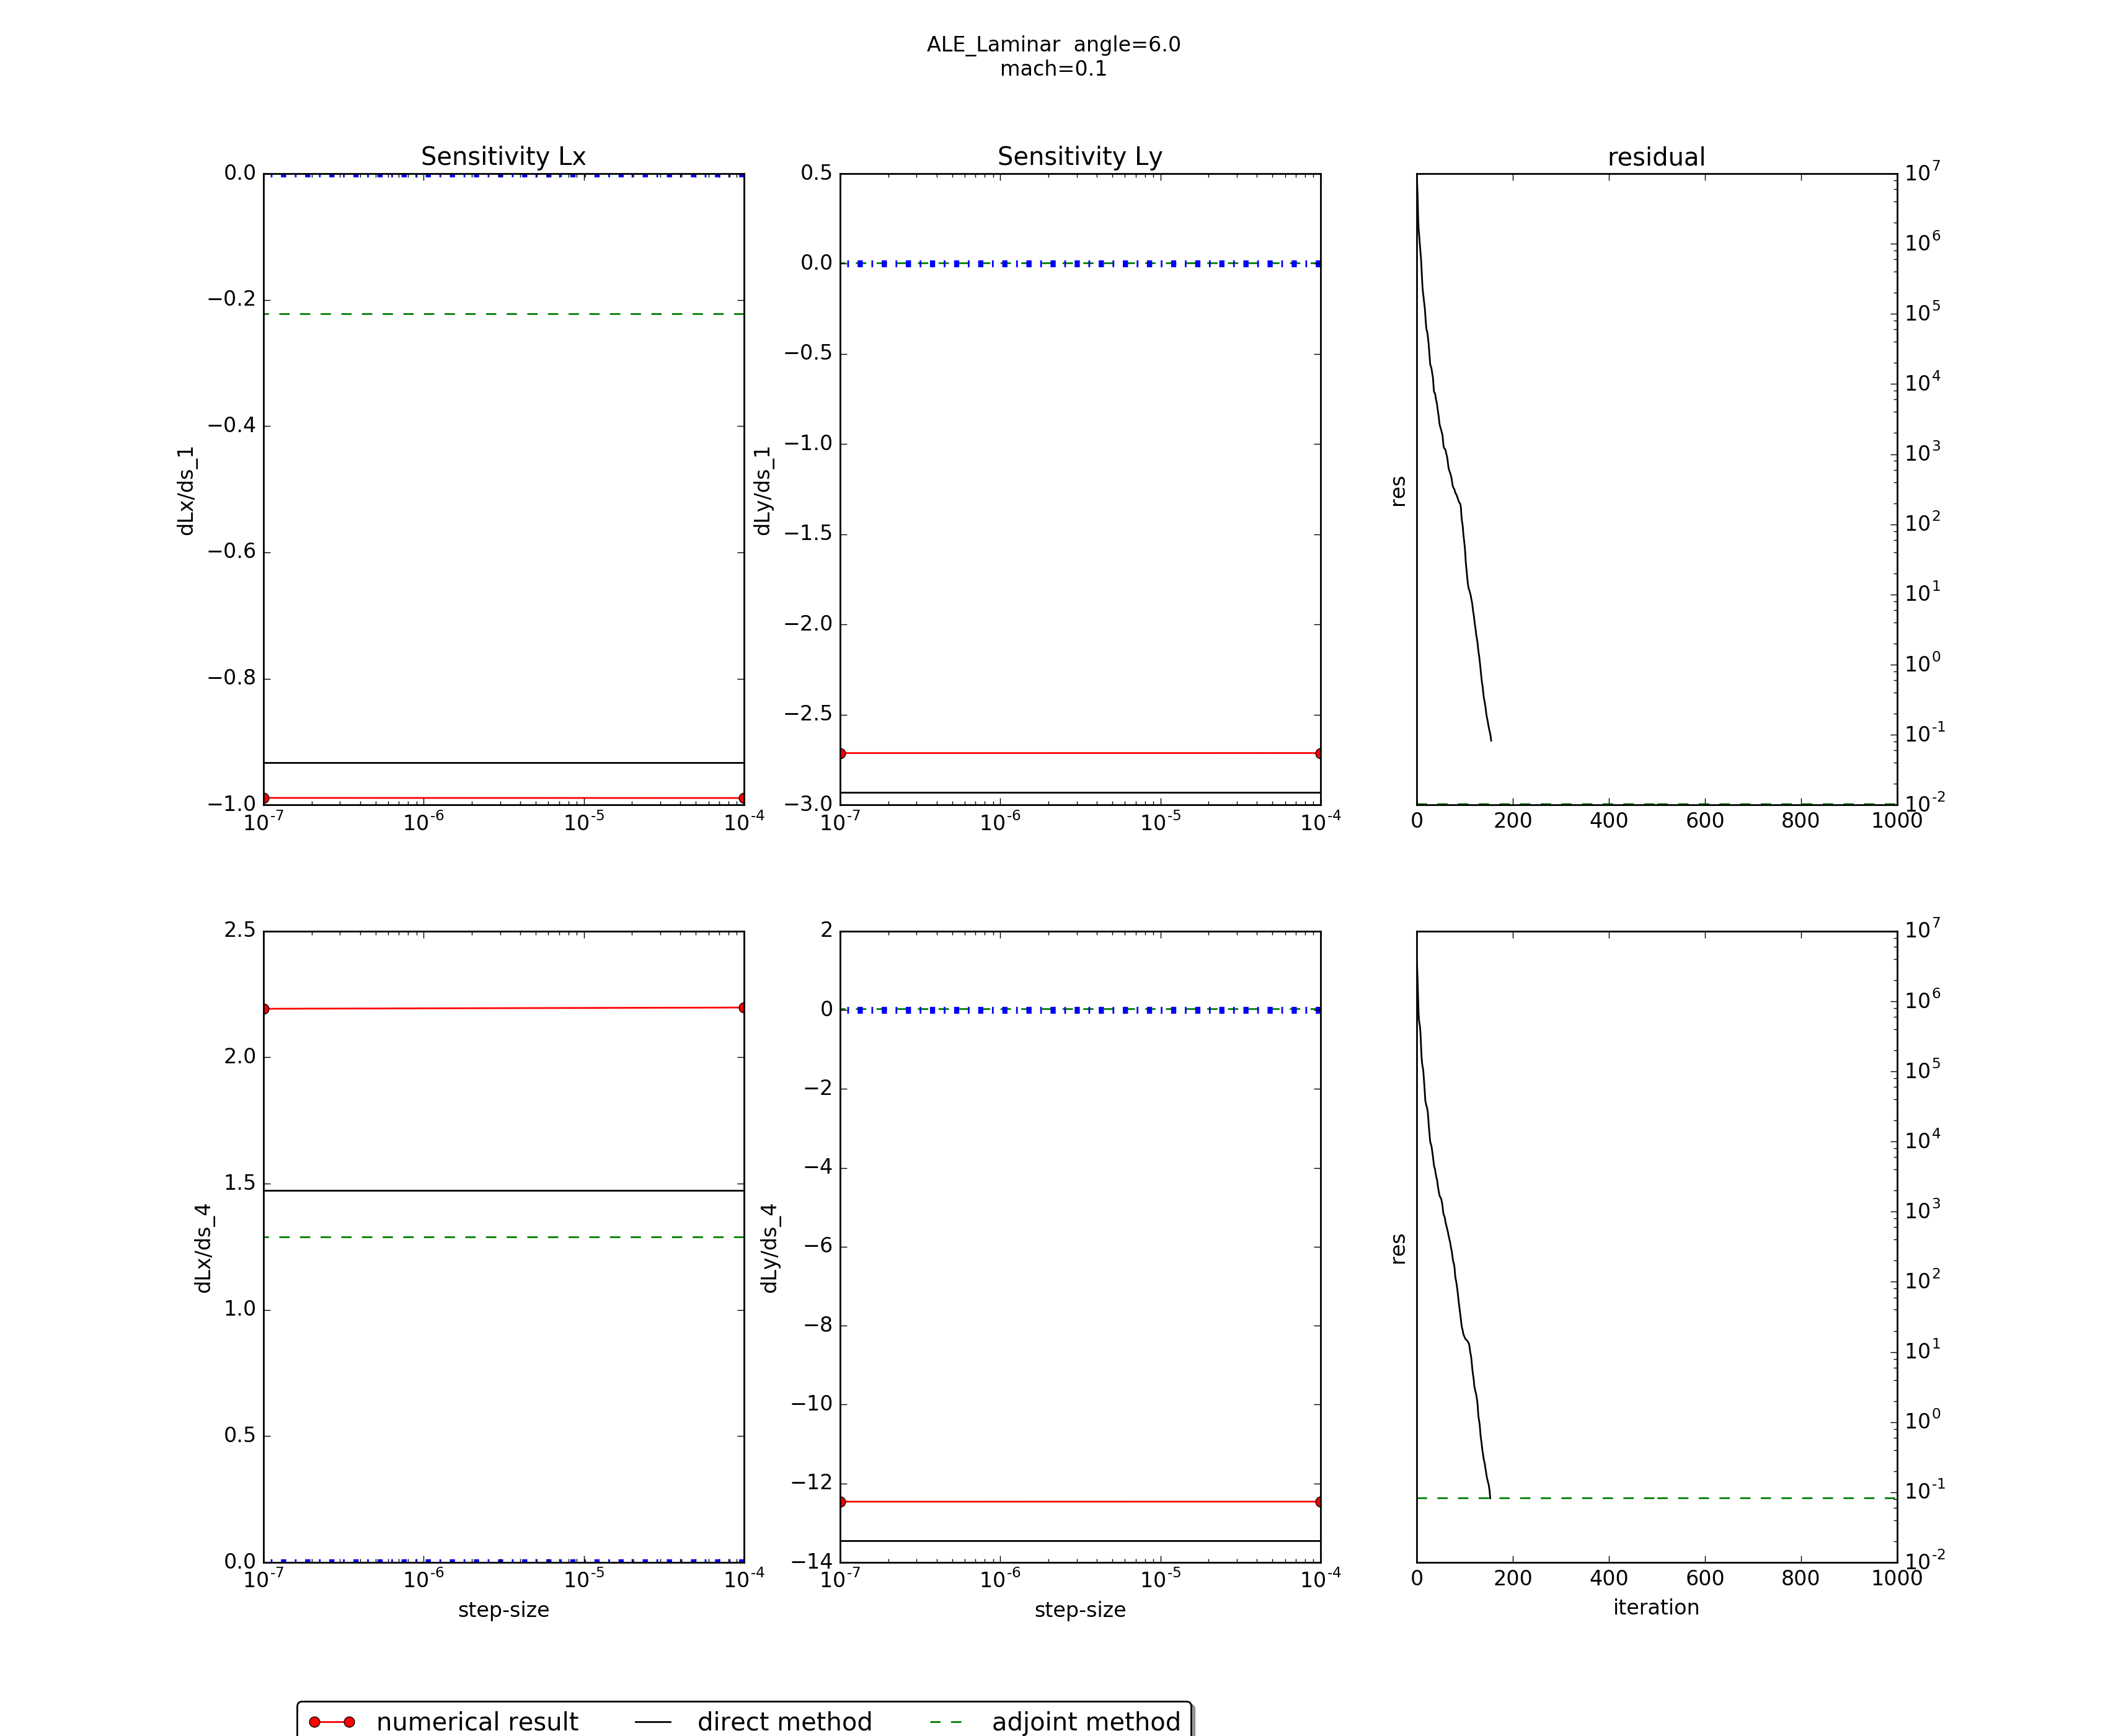 ALE_Laminar angle=6.0
mach=0.1
Sensitivity Lx
0.0
−0.2
−0.4
−0.6
−0.8
−1.0
dLx/ds_1
10^-7 10^-6 10^-5 10^-4
Sensitivity Ly
0.5
0.0
−0.5
−1.0
−1.5
−2.0
−2.5
−3.0
dLy/ds_1
10^-7 10^-6 10^-5 10^-4
residual
res
10^7
10^6
10^5
10^4
10^3
10^2
10^1
10^0
10^-1
10^-2
0 200 400 600 800 1000
2.5
2.0
1.5
1.0
0.5
0.0
dLx/ds_4
10^-7 10^-6 10^-5 10^-4
step-size
2
0
−2
−4
−6
−8
−10
−12
−14
dLy/ds_4
10^-7 10^-6 10^-5 10^-4
step-size
res
10^7
10^6
10^5
10^4
10^3
10^2
10^1
10^0
10^-1
10^-2
0 200 400 600 800 1000
iteration
numerical result direct method adjoint method